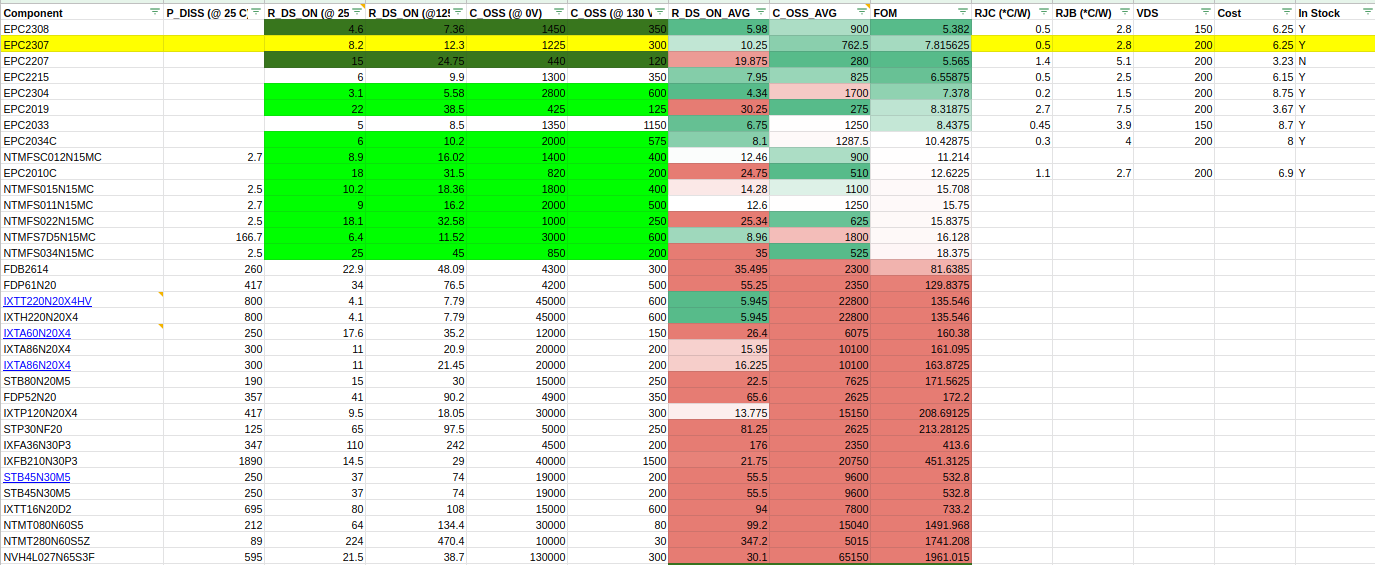 Component P_DISS (@ 25 C) R_DS_ON (@ 25 R_DS_ON (@12! C_OSS (@ 0V) C_OSS (@ 130 V R_DS_ON_AVG C_OSS_AVG FOM RJC (*C/W) RJB (*C/W) VDS Cost In Stock
EPC2308 4.6 7.36 1450 350 5.98 900 5.382 0.5 2.8 150 6.25 Y
EPC2307 8.2 12.3 1225 300 10.25 762.5 7.815625 0.5 2.8 200 6.25 Y
EPC2207 15 24.75 440 120 19.875 280 5.565 1.4 5.1 200 3.23 N
EPC2215 6 9.9 1300 350 7.95 825 6.55875 0.5 2.5 200 6.15 Y
EPC2304 3.1 5.58 2800 600 4.34 1700 7.378 0.2 1.5 200 8.75 Y
EPC2019 22 38.5 425 125 30.25 275 8.31875 2.7 7.5 200 3.67 Y
EPC2033 5 8.5 1350 1150 6.75 1250 8.4375 0.45 3.9 150 8.7 Y
EPC2034C 6 10.2 2000 575 8.1 1287.5 10.42875 0.3 4 200 8 Y
NTMFSC012N15MC 2.7 8.9 16.02 1400 400 12.46 900 11.214
EPC2010C 18 31.5 820 200 24.75 510 12.6225 1.1 2.7 200 6.9 Y
NTMFS015N15MC 2.5 10.2 18.36 1800 400 14.28 1100 15.708
NTMFS011N15MC 2.7 9 16.2 2000 500 12.6 1250 15.75
NTMFS022N15MC 2.5 18.1 32.58 1000 250 25.34 625 15.8375
NTMFS7D5N15MC 166.7 6.4 11.52 3000 600 8.96 1800 16.128
NTMFS034N15MC 2.5 25 45 850 200 35 525 18.375
FDB2614 260 22.9 48.09 4300 300 35.495 2300 81.6385
FDP61N20 417 34 76.5 4200 500 55.25 2350 129.8375
IXTT220N20X4HV 800 4.1 7.79 45000 600 5.945 22800 135.546
IXTH220N20X4 800 4.1 7.79 45000 600 5.945 22800 135.546
IXTA60N20X4 250 17.6 35.2 12000 150 26.4 6075 160.38
IXTA86N20X4 300 11 20.9 20000 200 15.95 10100 161.095
IXTA86N20X4 300 11 21.45 20000 200 16.225 10100 163.8725
STB80N20M5 190 15 30 15000 250 22.5 7625 171.5625
FDP52N20 357 41 90.2 4900 350 65.6 2625 172.2
IXTP120N20X4 417 9.5 18.05 30000 300 13.775 15150 208.69125
STP30NF20 125 65 97.5 5000 250 81.25 2625 213.28125
IXFA36N30P3 347 110 242 4500 200 176 2350 413.6
IXFB210N30P3 1890 14.5 29 40000 1500 21.75 20750 451.3125
STB45N30M5 250 37 74 19000 200 55.5 9600 532.8
STB45N30M5 250 37 74 19000 200 55.5 9600 532.8
IXTT16N20D2 695 80 108 15000 600 94 7800 733.2
NTMT080N60S5 212 64 134.4 30000 80 99.2 15040 1491.968
NTMT280N60S5Z 89 224 470.4 10000 30 347.2 5015 1741.208
NVH4L027N65S3F 595 21.5 38.7 130000 300 30.1 65150 1961.015